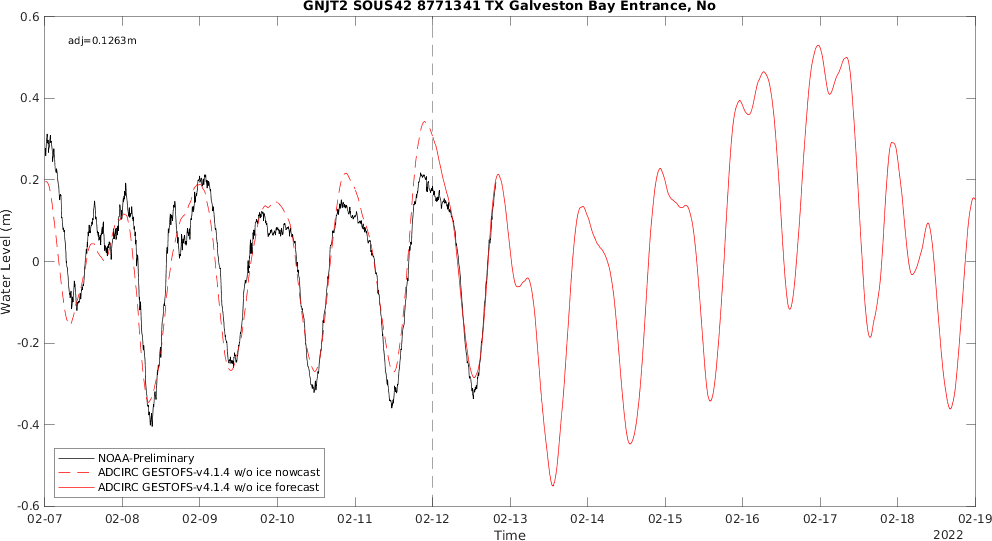 GNJT2 SOUS42 8771341 TX Galveston Bay Entrance, No
adj=0.1263m
0.6
0.4
0.2
0
-0.2
-0.4
-0.6
Water Level (m)
NOAA-Preliminary
ADCIRC GESTOFS-v4.1.4 w/o ice nowcast
ADCIRC GESTOFS-v4.1.4 w/o ice forecast
02-07 02-08 02-09 02-10 02-11 02-12 02-13 02-14 02-15 02-16 02-17 02-18 02-19
Time
2022